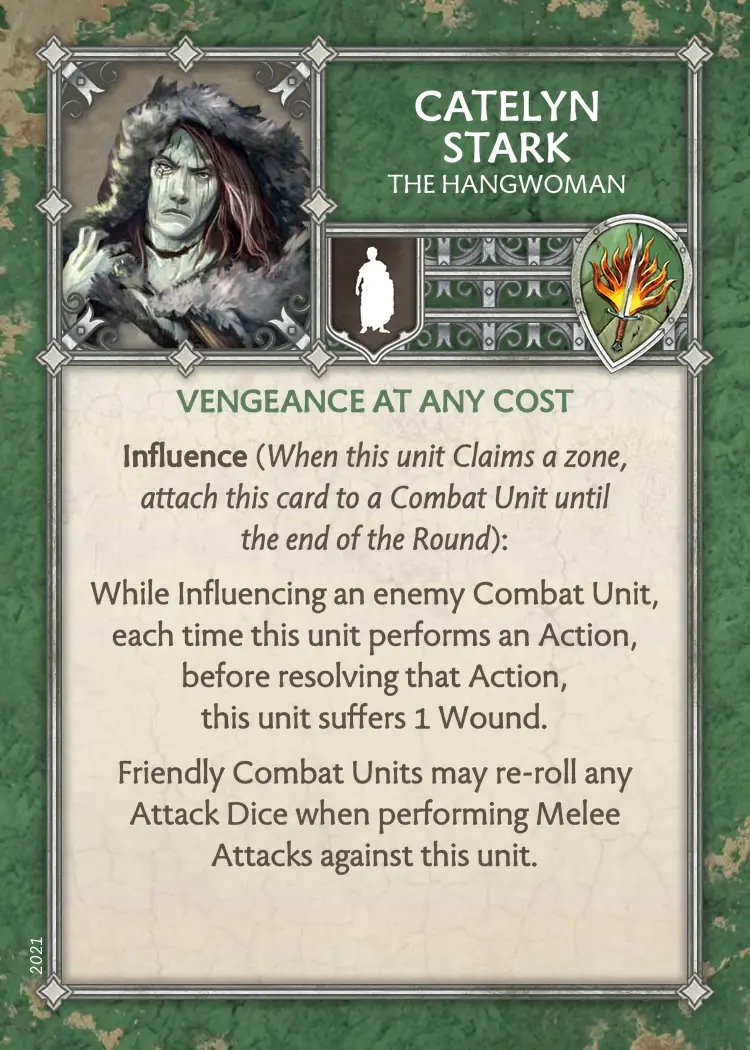 CATELYN
STARK
THE HANGWOMAN
VENGEANCE AT ANY COST
Influence (When this unit Claims a zone,
attach this card to a Combat Unit until
the end of the Round):
While Influencing an enemy Combat Unit,
each time this unit performs an Action,
before resolving that Action,
this unit suffers 1 Wound.
Friendly Combat Units may re-roll any
Attack Dice when performing Melee
Attacks against this unit.
2021